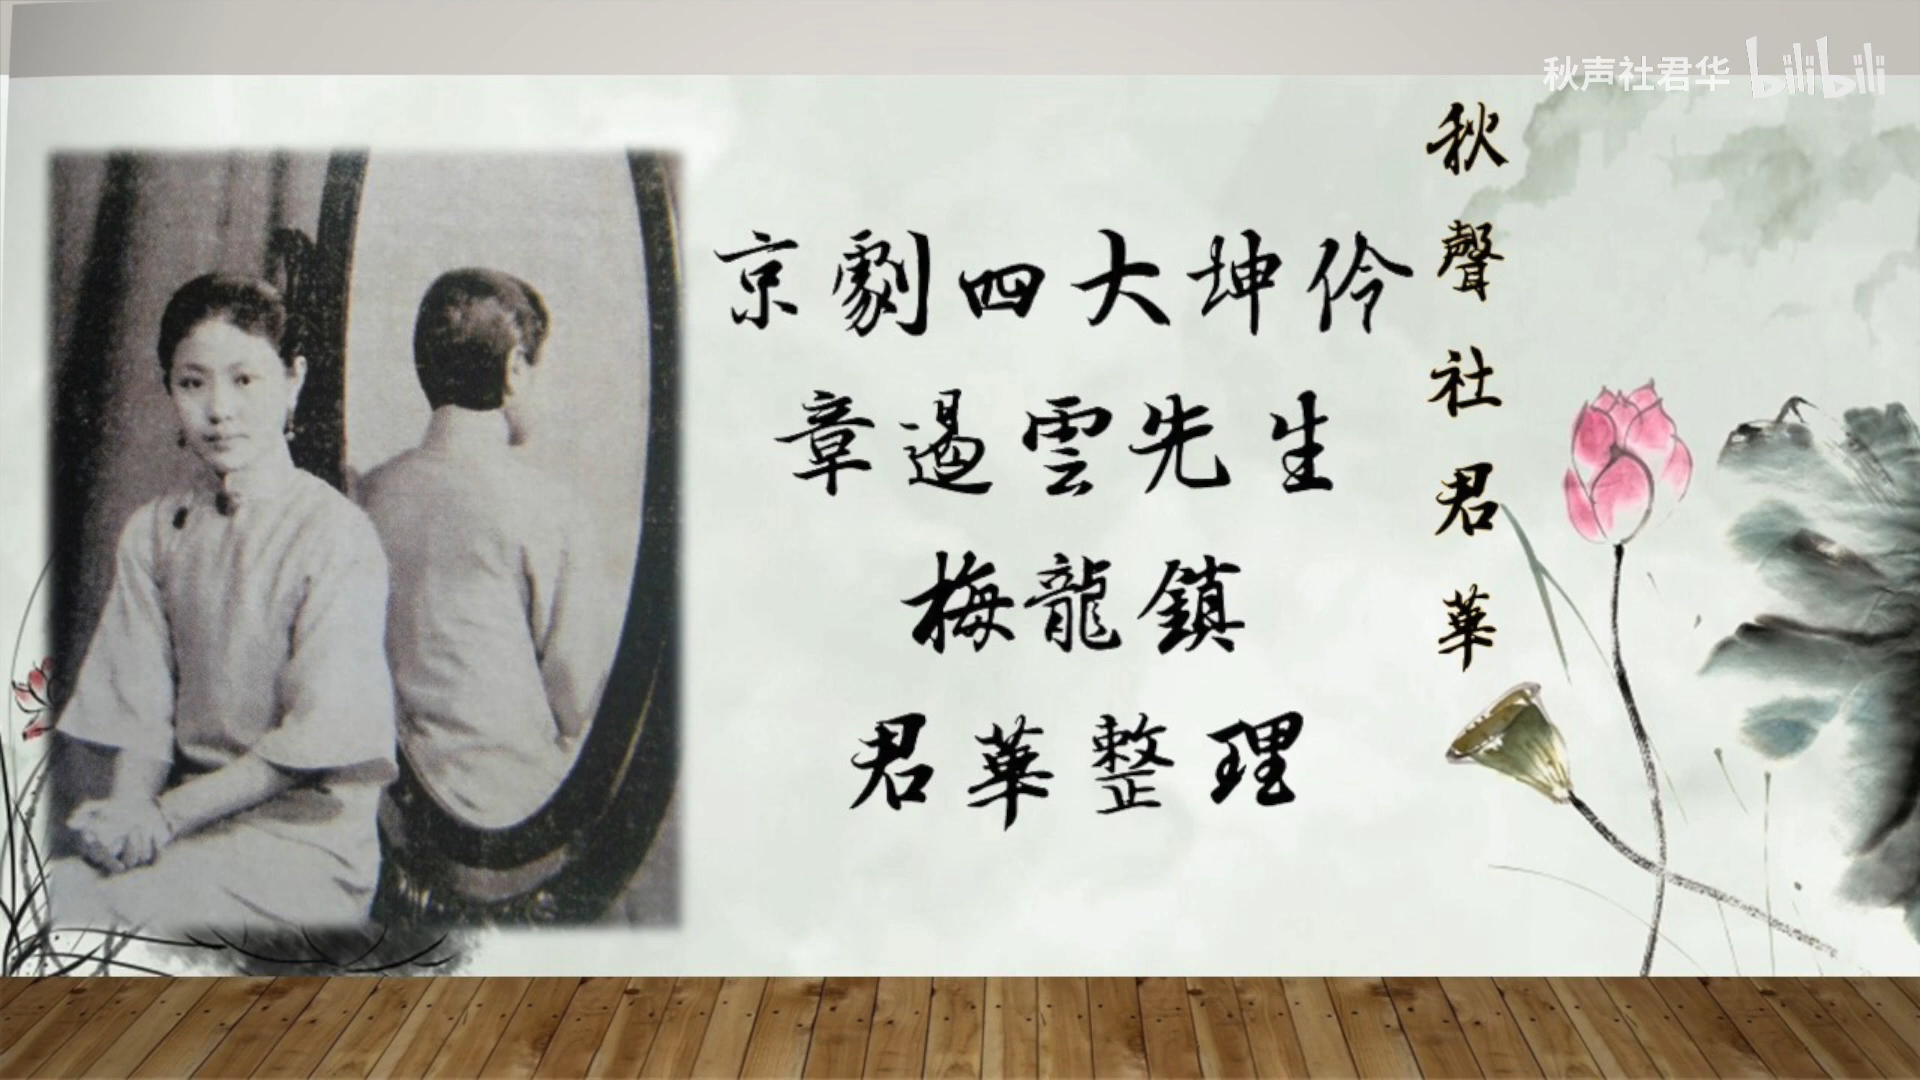 秋声社君华 bilibili
京劇四大坤伶
章遏雲先生
梅龍鎮
君華整理
秋聲社君華